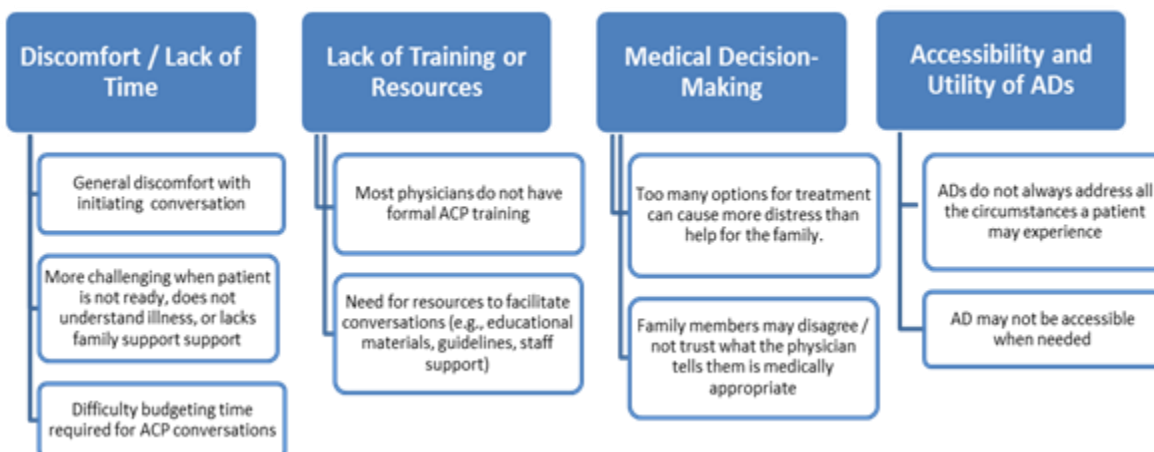 Discomfort / Lack of
Time
General discomfort with
initiating conversation
More challenging when patient
is not ready, does not
understand illness, or lacks
family support support
Difficulty budgeting time
required for ACP conversations
Lack of Training or
Resources
Most physicians do not have
formal ACP training
Need for resources to facilitate
conversations (e.g., educational
materials, guidelines, staff
support)
Medical Decision-
Making
Too many options for treatment
can cause more distress than
help for the family.
Family members may disagree /
not trust what the physician
tells them is medically
appropriate
Accessibility and
Utility of ADs
ADs do not always address all
the circumstances a patient
may experience
AD may not be accessible
when needed